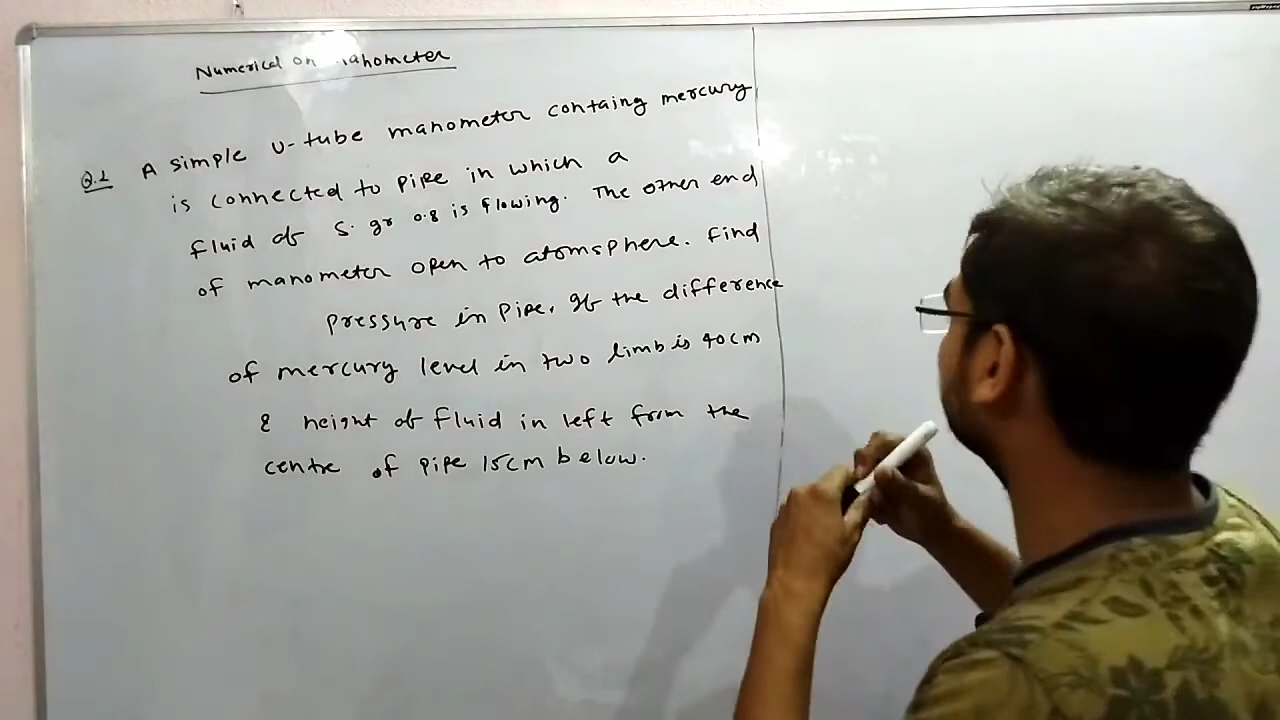 Numerical on Manometer
Q.1 A simple U-tube manometer containg mercury
is connected to pipe in which a
fluid of S. gr 0.8 is flowing. The other end
of manometer open to atomsphere. Find
pressure in pipe, If the difference
of mercury level in two limb is 40cm
& height of fluid in left from the
centre of pipe 15cm below.